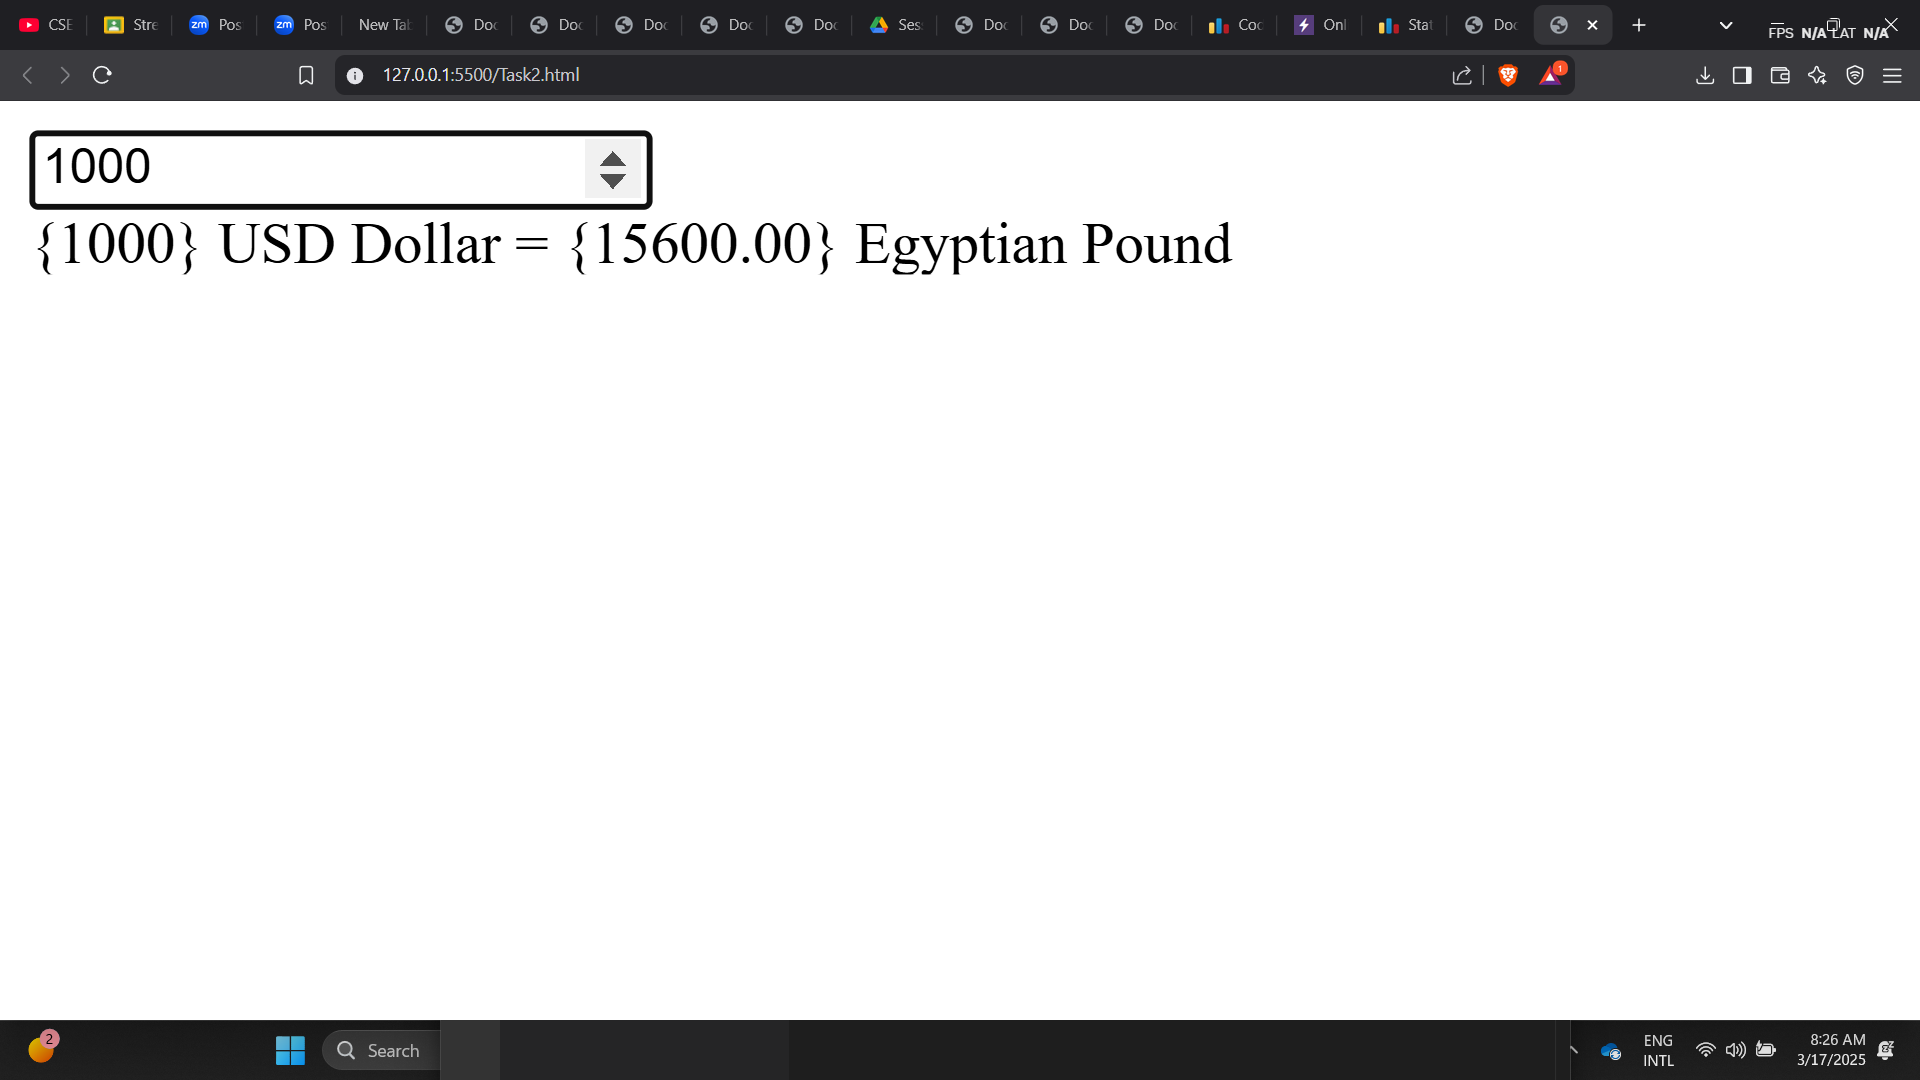 CSE Stre Pos Pos New Tab Doc Doc Doc Doc Doc Ses Doc Doc Doc Coc Onl Stat Doc
FPS N/A LAT N/A
127.0.0.1:5500/Task2.html
1
1000
{1000} USD Dollar = {15600.00} Egyptian Pound
2
Search
ENG
INTL
8:26 AM
3/17/2025